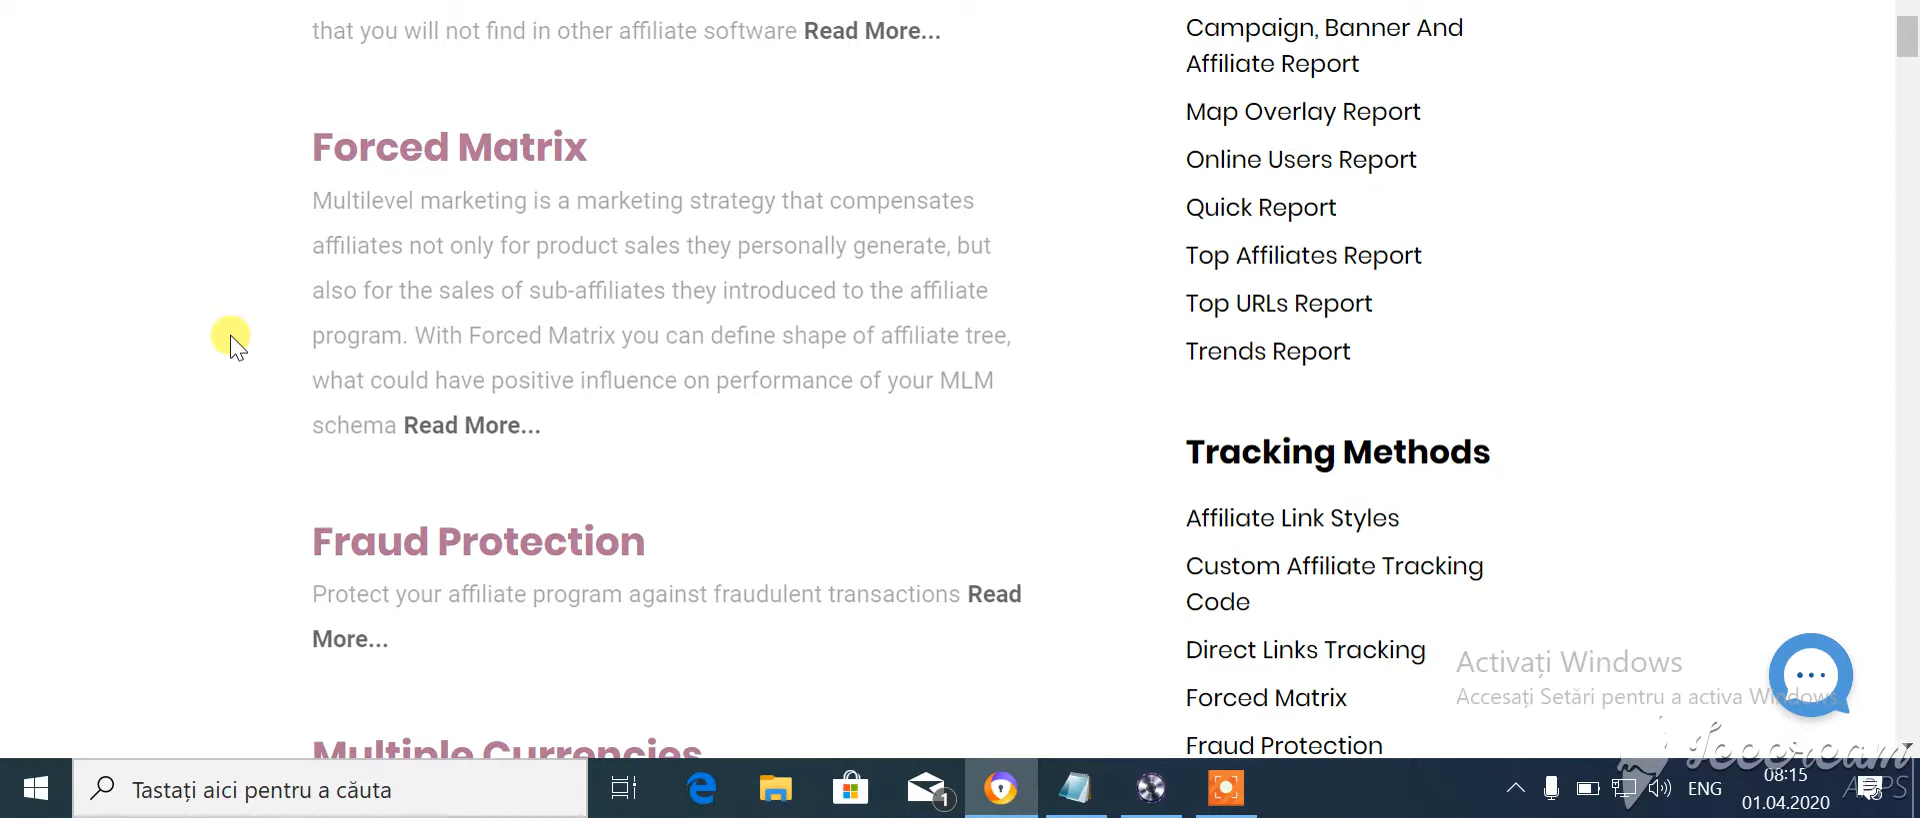 that you will not find in other affiliate software Read More...
Forced Matrix
Multilevel marketing is a marketing strategy that compensates
affiliates not only for product sales they personally generate, but
also for the sales of sub-affiliates they introduced to the affiliate
program. With Forced Matrix you can define shape of affiliate tree,
what could have positive influence on performance of your MLM
schema Read More...
Fraud Protection
Protect your affiliate program against fraudulent transactions Read
More...
Multiple Currencies
Campaign, Banner And
Affiliate Report
Map Overlay Report
Online Users Report
Quick Report
Top Affiliates Report
Top URLs Report
Trends Report
Tracking Methods
Affiliate Link Styles
Custom Affiliate Tracking
Code
Direct Links Tracking
Forced Matrix
Fraud Protection
Activați Windows
Accesați Setări pentru a activa Windows.
Icecream
APPS
Tastați aici pentru a căuta
1
ENG
08:15
01.04.2020